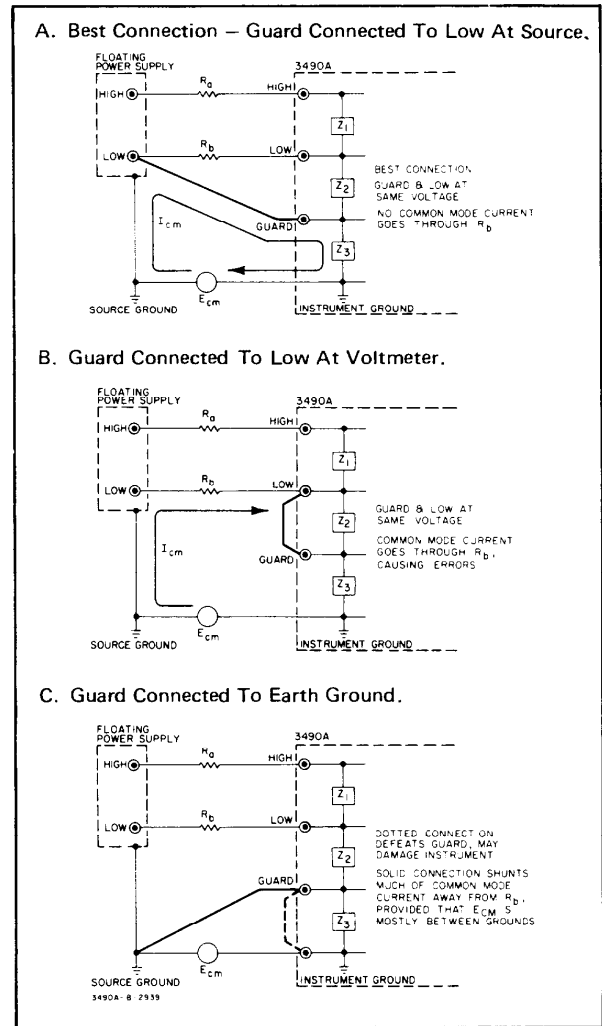 A. Best Connection – Guard Connected To Low At Source.
FLOATING
POWER SUPPLY
3490A
HIGH
Ra
HIGH
Z1
LOW
Rb
LOW
BEST CONNECTION
GUARD & LOW AT
SAME VOLTAGE
Z2
NO COMMON MODE CURRENT
GOES THROUGH Rb
GUARD
Icm
Z3
Ecm
SOURCE GROUND
INSTRUMENT GROUND
B. Guard Connected To Low At Voltmeter.
FLOATING
POWER SUPPLY
3490A
HIGH
Ra
HIGH
Z1
LOW
Rb
LOW
GUARD & LOW AT
SAME VOLTAGE
Z2
COMMON MODE CURRENT
GOES THROUGH Rb,
CAUSING ERRORS
Icm
GUARD
Z3
Ecm
SOURCE GROUND
INSTRUMENT GROUND
C. Guard Connected To Earth Ground.
FLOATING
POWER SUPPLY
3490A
HIGH
Ra
HIGH
Z1
LOW
Rb
LOW
DOTTED CONNECT ON
DEFEATS GUARD, MAY
DAMAGE INSTRUMENT
Z2
SOLID CONNECTION SHUNTS
MUCH OF COMMON MODE
CURRENT AWAY FROM Rb,
PROVIDED THAT ECM S
MOSTLY BETWEEN GROUNDS
GUARD
Z3
Ecm
SOURCE GROUND
INSTRUMENT GROUND
3490A-B-2939